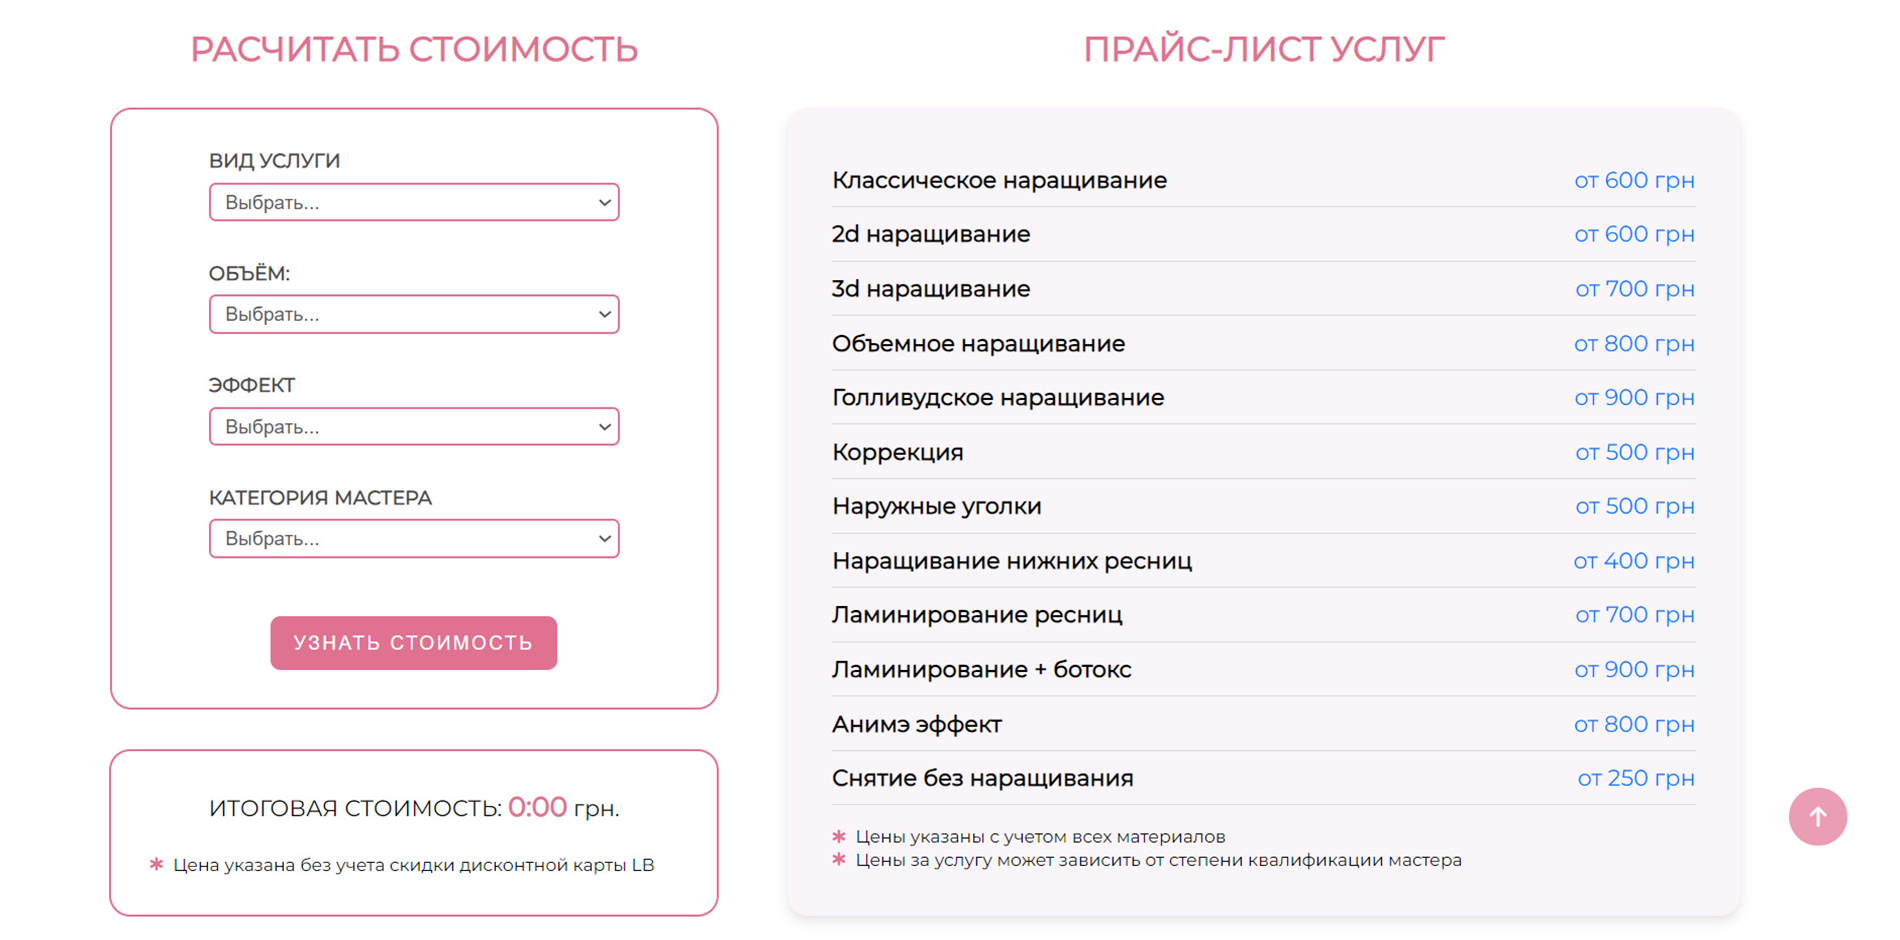 РАСЧИТАТЬ СТОИМОСТЬ
ВИД УСЛУГИ
Выбрать...
ОБЪЁМ:
Выбрать...
ЭФФЕКТ
Выбрать...
КАТЕГОРИЯ МАСТЕРА
Выбрать...
УЗНАТЬ СТОИМОСТЬ
ИТОГОВАЯ СТОИМОСТЬ: 0:00 грн.
* Цена указана без учета скидки дисконтной карты LB
ПРАЙС-ЛИСТ УСЛУГ
Классическое наращивание от 600 грн
2d наращивание от 600 грн
3d наращивание от 700 грн
Объемное наращивание от 800 грн
Голливудское наращивание от 900 грн
Коррекция от 500 грн
Наружные уголки от 500 грн
Наращивание нижних ресниц от 400 грн
Ламинирование ресниц от 700 грн
Ламинирование + ботокс от 900 грн
Анимэ эффект от 800 грн
Снятие без наращивания от 250 грн
* Цены указаны с учетом всех материалов
* Цены за услугу может зависить от степени квалификации мастера